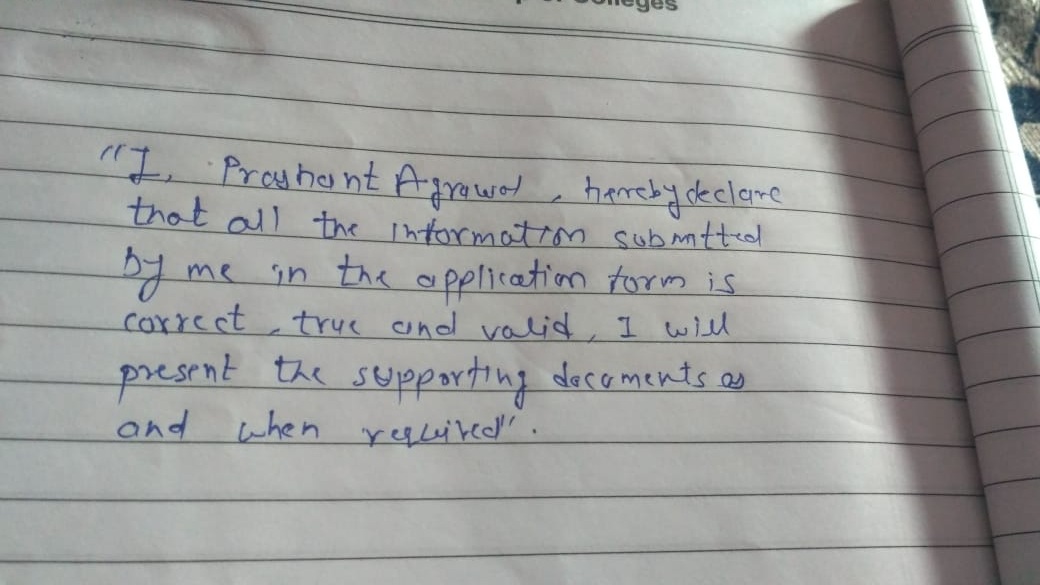 Colleges
"I, Prashant Agrawal, hereby declare
that all the information submitted
by me in the application form is
correct, true and valid, I will
present the supporting documents as
and when required".